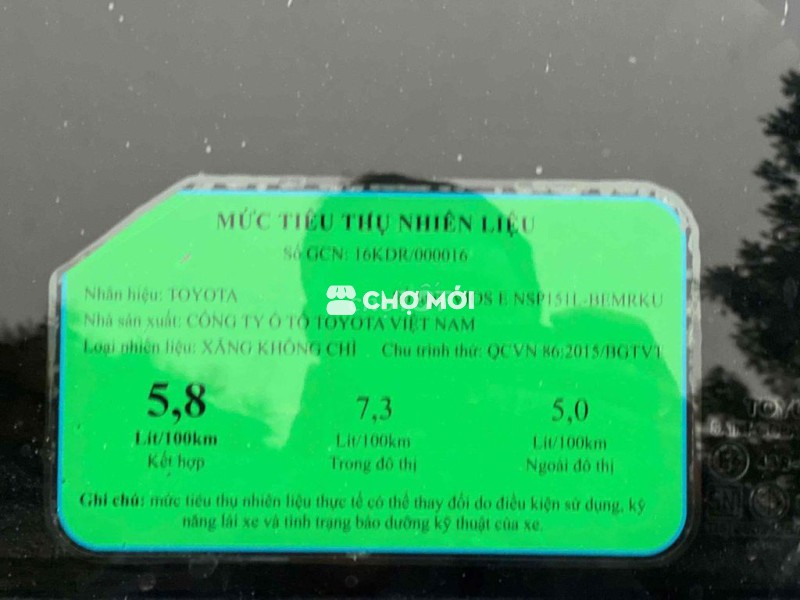 MỨC TIÊU THỤ NHIÊN LIỆU
Số GCN: 16KDR/000016
Nhãn hiệu: TOYOTA
CHỢ MỚI
OS E NSP151L-BEMRKU
Nhà sản xuất: CÔNG TY Ô TÔ TOYOTA VIỆT NAM
Loại nhiên liệu: XĂNG KHÔNG CHÌ Chu trình thử: QCVN 86:2015/BGTVT
5,8 7,3 5,0
Lít/100km Lít/100km Lít/100km
Kết hợp Trong đô thị Ngoài đô thị
Ghi chú: mức tiêu thụ nhiên liệu thực tế có thể thay đổi do điều kiện sử dụng, kỹ
năng lái xe và tình trạng bảo dưỡng kỹ thuật của xe.